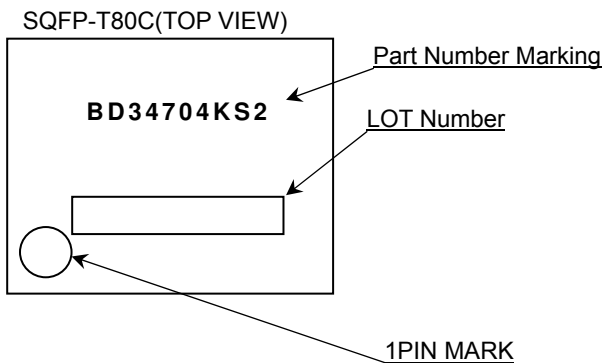 SQFP-T80C(TOP VIEW)
Part Number Marking
BD34704KS2
LOT Number
1PIN MARK